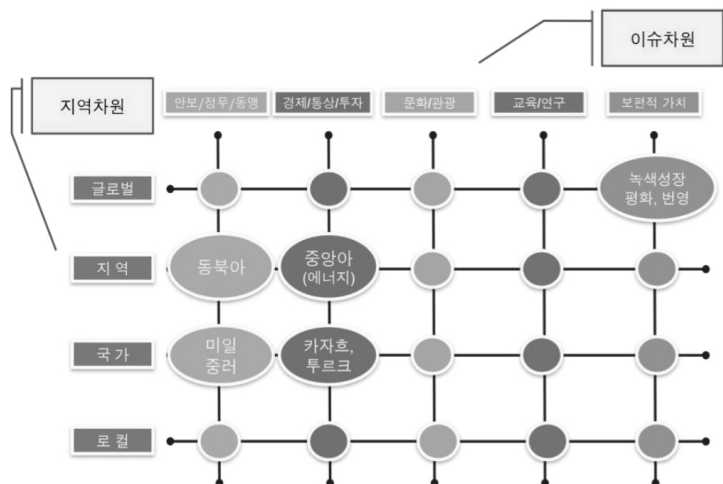 이슈차원
지역차원
안보/정무/동맹
경제/통상/투자
문화/관광
교육/연구
보편적 가치
글로벌
녹색성장
평화, 번영
지 역
동북아
중앙아
(에너지)
국 가
미일
중러
카자흐,
투르크
로 컬